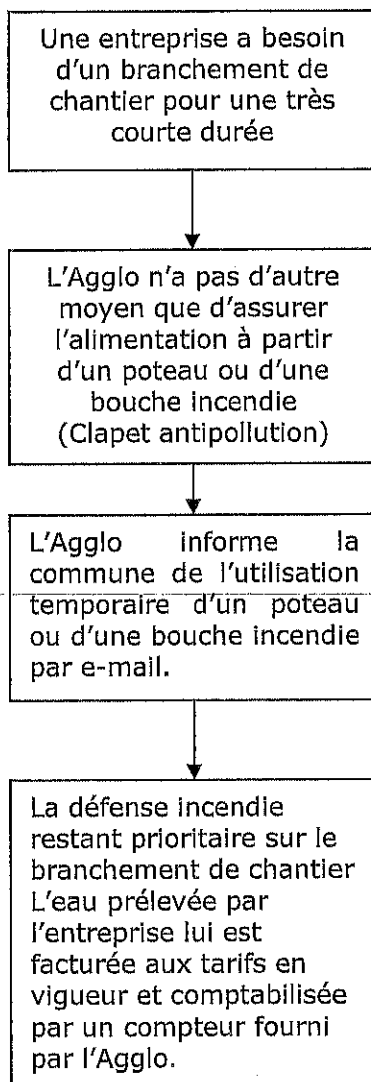 Une entreprise a besoin
d'un branchement de
chantier pour une très
courte durée
L'Agglo n'a pas d'autre
moyen que d'assurer
l'alimentation à partir
d'un poteau ou d'une
bouche incendie
(Clapet antipollution)
L'Agglo informe la
commune de l'utilisation
temporaire d'un poteau
ou d'une bouche incendie
par e-mail.
La défense incendie
restant prioritaire sur le
branchement de chantier
L'eau prélevée par
l'entreprise lui est
facturée aux tarifs en
vigueur et comptabilisée
par un compteur fourni
par l'Agglo.